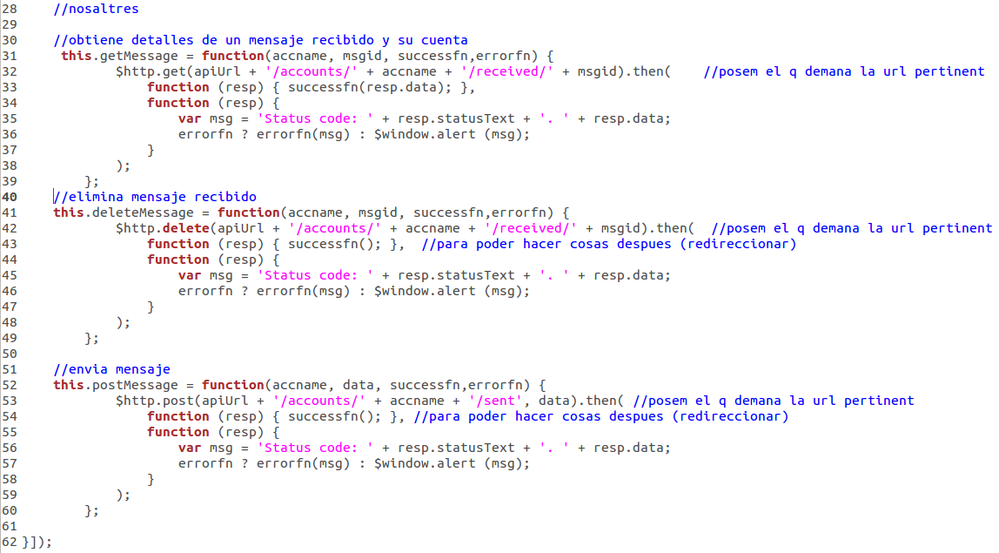 28    //nosaltres
29
30    //obtiene detalles de un mensaje recibido y su cuenta
31     this.getMessage = function(accname, msgid, successfn,errorfn) {
32            $http.get(apiUrl + '/accounts/' + accname + '/received/' + msgid).then(    //posem el q demana la url pertinent
33                function (resp) { successfn(resp.data); },
34                function (resp) {
35                    var msg = 'Status code: ' + resp.statusText + '. ' + resp.data;
36                    errorfn ? errorfn(msg) : $window.alert (msg);
37                }
38            );
39        };
40    //elimina mensaje recibido
41    this.deleteMessage = function(accname, msgid, successfn,errorfn) {
42            $http.delete(apiUrl + '/accounts/' + accname + '/received/' + msgid).then(  //posem el q demana la url pertinent
43                function (resp) { successfn(); },  //para poder hacer cosas despues (redireccionar)
44                function (resp) {
45                    var msg = 'Status code: ' + resp.statusText + '. ' + resp.data;
46                    errorfn ? errorfn(msg) : $window.alert (msg);
47                }
48            );
49        };
50
51    //envia mensaje
52    this.postMessage = function(accname, data, successfn,errorfn) {
53            $http.post(apiUrl + '/accounts/' + accname + '/sent', data).then( //posem el q demana la url pertinent
54                function (resp) { successfn(); }, //para poder hacer cosas despues (redireccionar)
55                function (resp) {
56                    var msg = 'Status code: ' + resp.statusText + '. ' + resp.data;
57                    errorfn ? errorfn(msg) : $window.alert (msg);
58                }
59            );
60        };
61
62 }]);